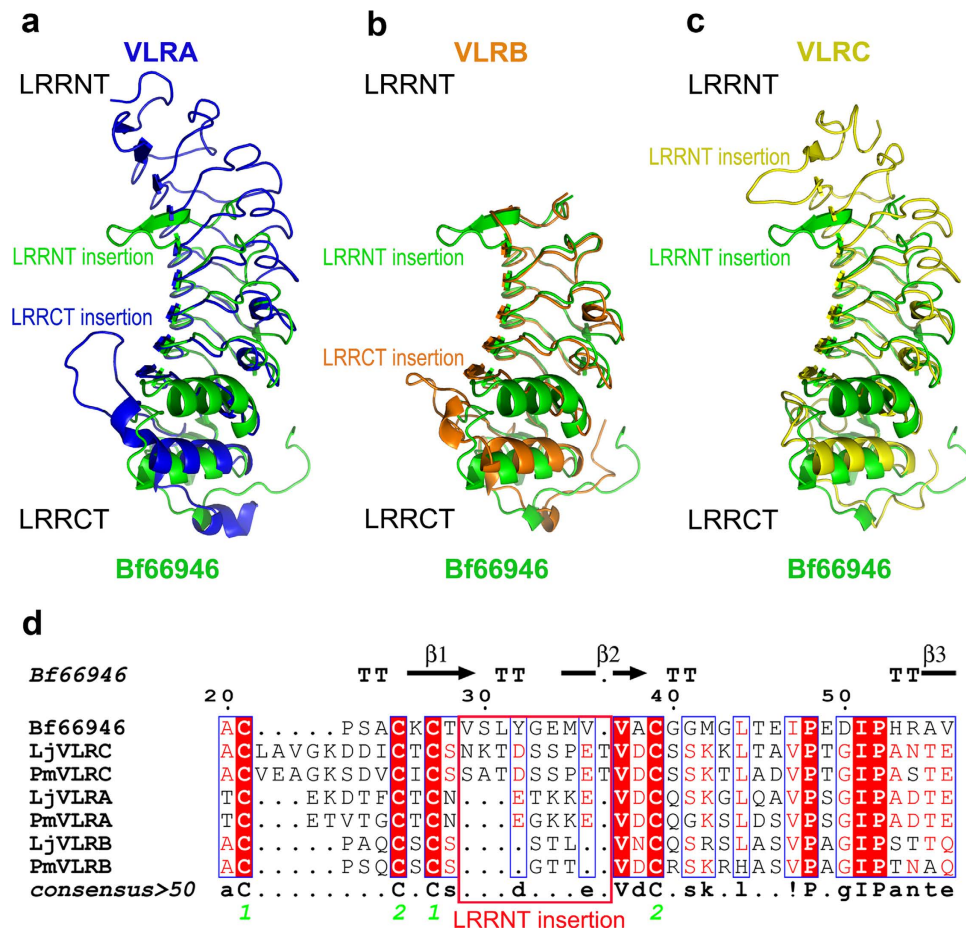 a
b
c
VLRA
VLRB
VLRC
LRRNT
LRRNT
LRRNT
LRRNT insertion
LRRNT insertion
LRRNT insertion
LRRNT insertion
LRRCT insertion
LRRCT insertion
LRRCT
LRRCT
LRRCT
Bf66946
Bf66946
Bf66946
d
Bf66946 TT β1 TT β2 . TT TT β3
20 30 40 50
Bf66946 AC.....PSACKCTVSLYGEMV.VACGGMGLTEIPEDIPHRAV
LjVLRC ACLAVGKDDICTCSNKTDSSPETVDCSSKKLTAVPTGIPANTE
PmVLRC ACVEAGKSDVCICSSATDSSPETVDCSSKTLADVPTGIPASTE
LjVLRA TC...EKDTFCTCN...ETKKE.VDCQSKGLQAVPSGIPADTE
PmVLRA TC...ETVTGCTCN...EGKKE.VDCQGKSLDSVPSGIPADTE
LjVLRB AC.....PAQCSCS...STL...VNCQSRSLASVPAGIPSTTQ
PmVLRB AC.....PSQCSCS...GTT...VDCRSKRHASVPAGIPTNAQ
consensus>50 aC........C.Cs...d...e.VdC.sk.l..!P.gIPante
1 2 1 2
LRRNT insertion